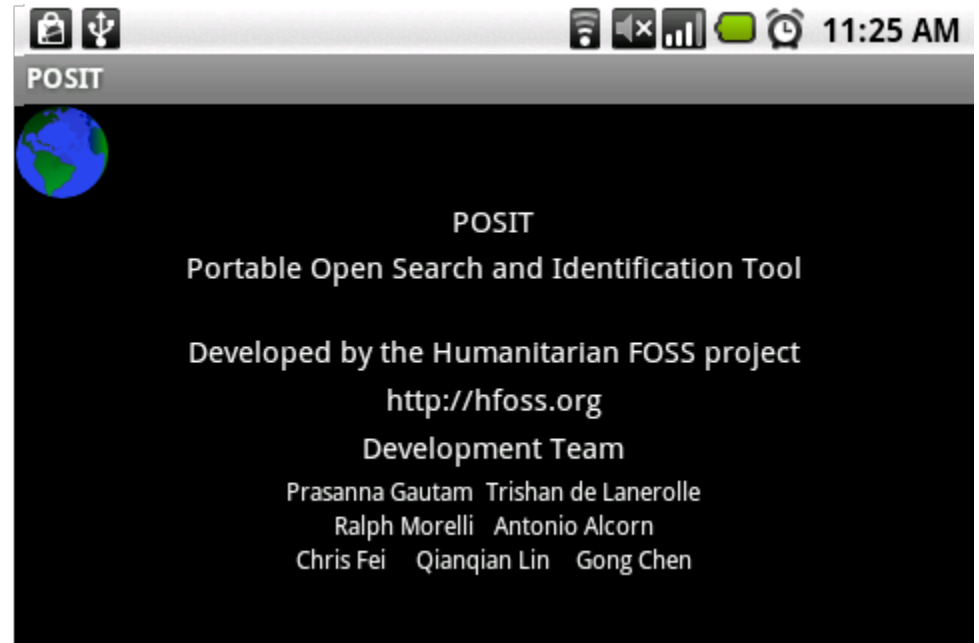 11:25 AM
POSIT
POSIT
Portable Open Search and Identification Tool
Developed by the Humanitarian FOSS project
http://hfoss.org
Development Team
Prasanna Gautam Trishan de Lanerolle
Ralph Morelli Antonio Alcorn
Chris Fei Qianqian Lin Gong Chen